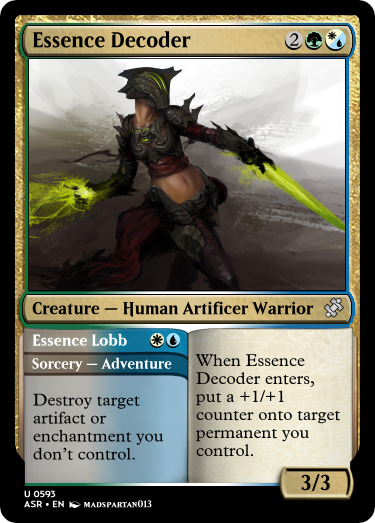 Essence Decoder 2
Creature — Human Artificer Warrior
Essence Lobb
Sorcery — Adventure
Destroy target
artifact or
enchantment you
don't control.
When Essence
Decoder enters,
put a +1/+1
counter onto target
permanent you
control.
3/3
U 0593
ASR • EN MADSPARTAN013